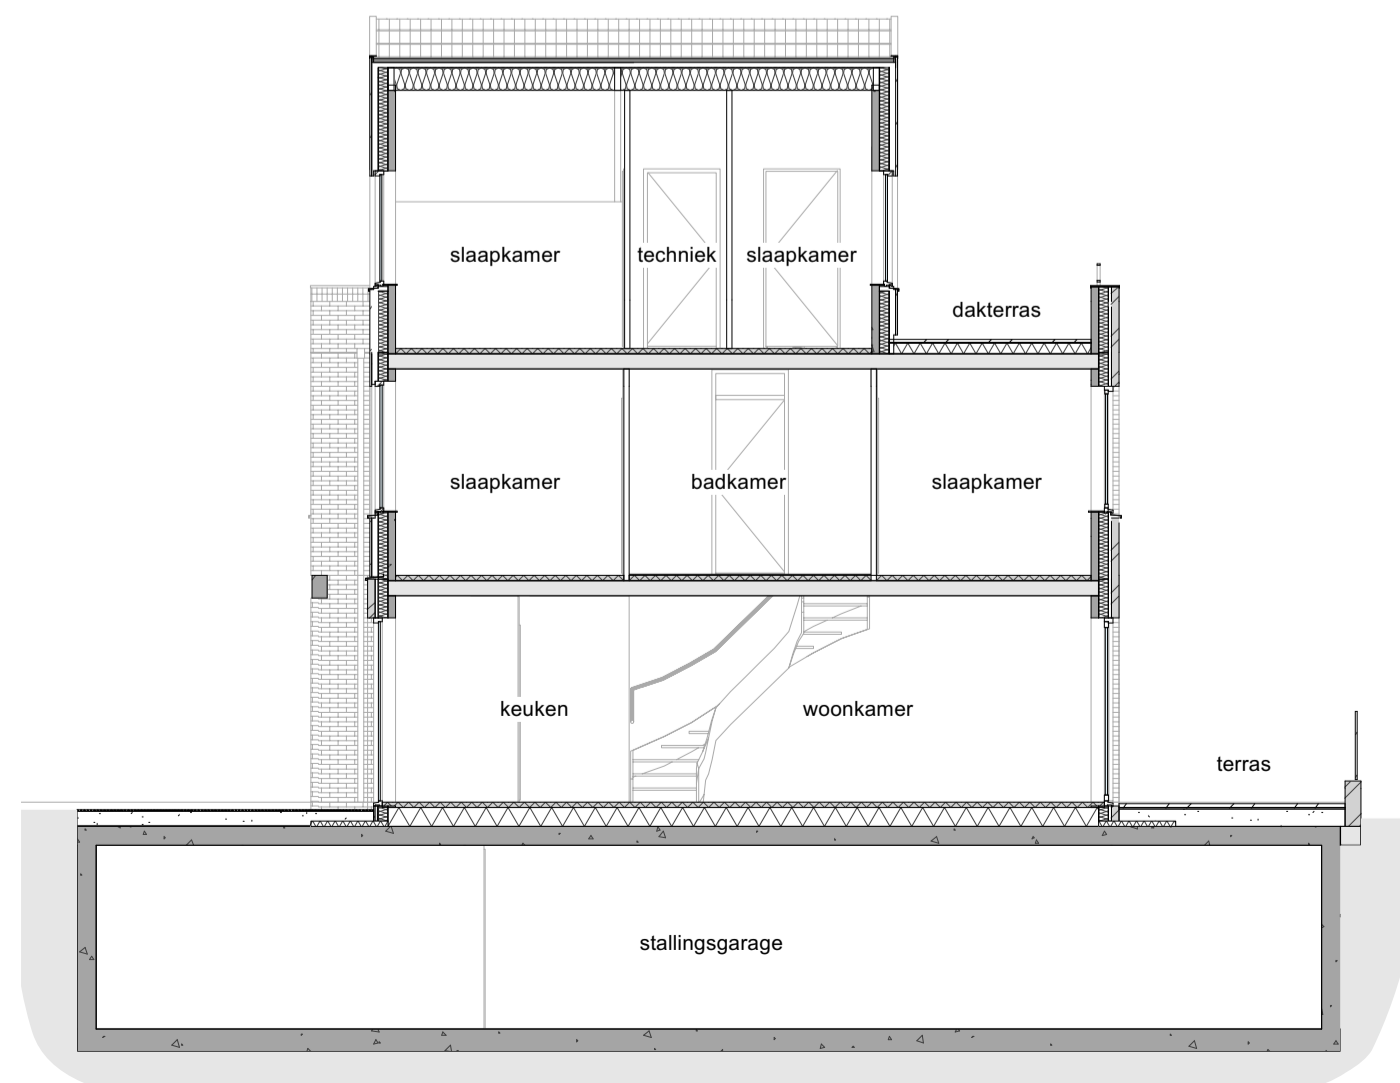 slaapkamer
techniek
slaapkamer
dakterras
slaapkamer
badkamer
slaapkamer
keuken
woonkamer
terras
stallingsgarage